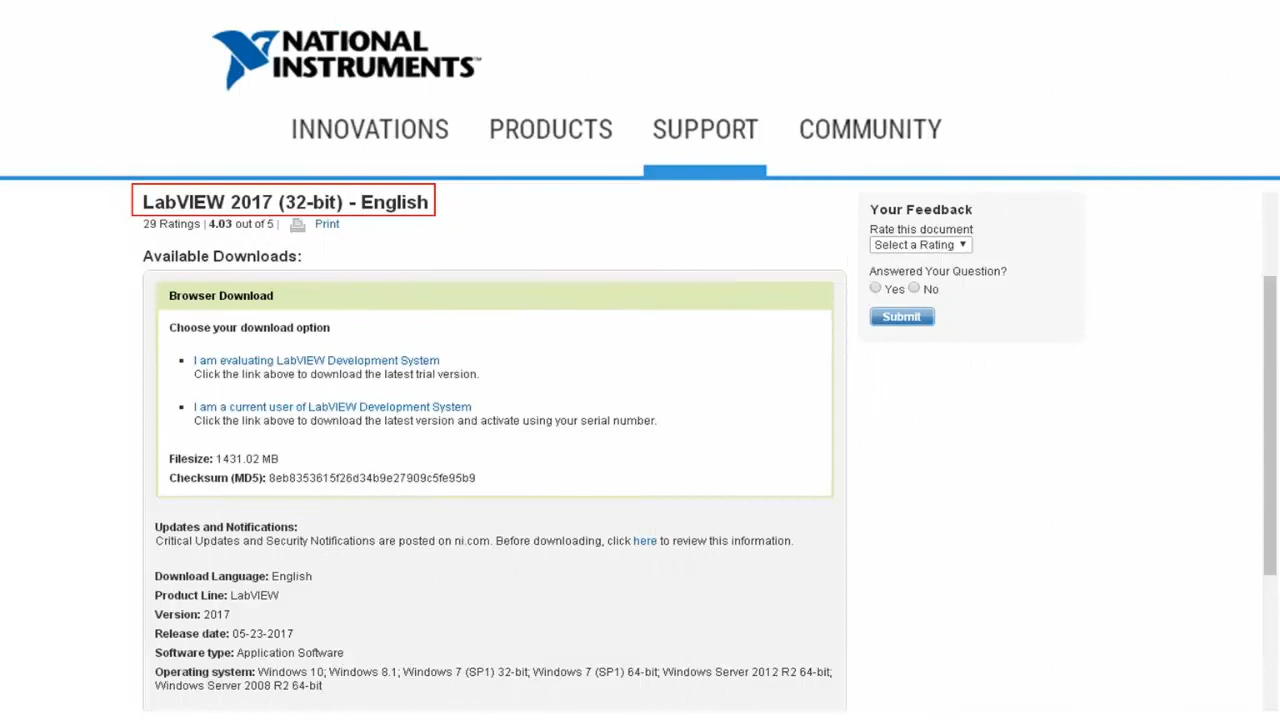 NATIONAL
INSTRUMENTS™
INNOVATIONS PRODUCTS SUPPORT COMMUNITY
LabVIEW 2017 (32-bit) - English
29 Ratings | 4.03 out of 5 | Print
Available Downloads:
Browser Download
Choose your download option
I am evaluating LabVIEW Development System
Click the link above to download the latest trial version.
I am a current user of LabVIEW Development System
Click the link above to download the latest version and activate using your serial number.
Filesize: 1431.02 MB
Checksum (MD5): 8eb8353615f26d34b9e27909c5fe95b9
Updates and Notifications:
Critical Updates and Security Notifications are posted on ni.com. Before downloading, click here to review this information.
Download Language: English
Product Line: LabVIEW
Version: 2017
Release date: 05-23-2017
Software type: Application Software
Operating system: Windows 10; Windows 8.1; Windows 7 (SP1) 32-bit; Windows 7 (SP1) 64-bit; Windows Server 2012 R2 64-bit;
Windows Server 2008 R2 64-bit
Your Feedback
Rate this document
Select a Rating ▼
Answered Your Question?
Yes No
Submit